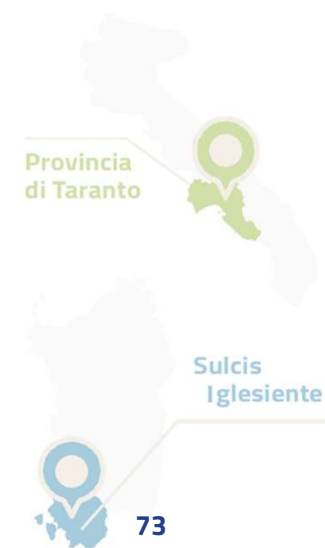 Provincia
di Taranto
Sulcis
Iglesiente
73